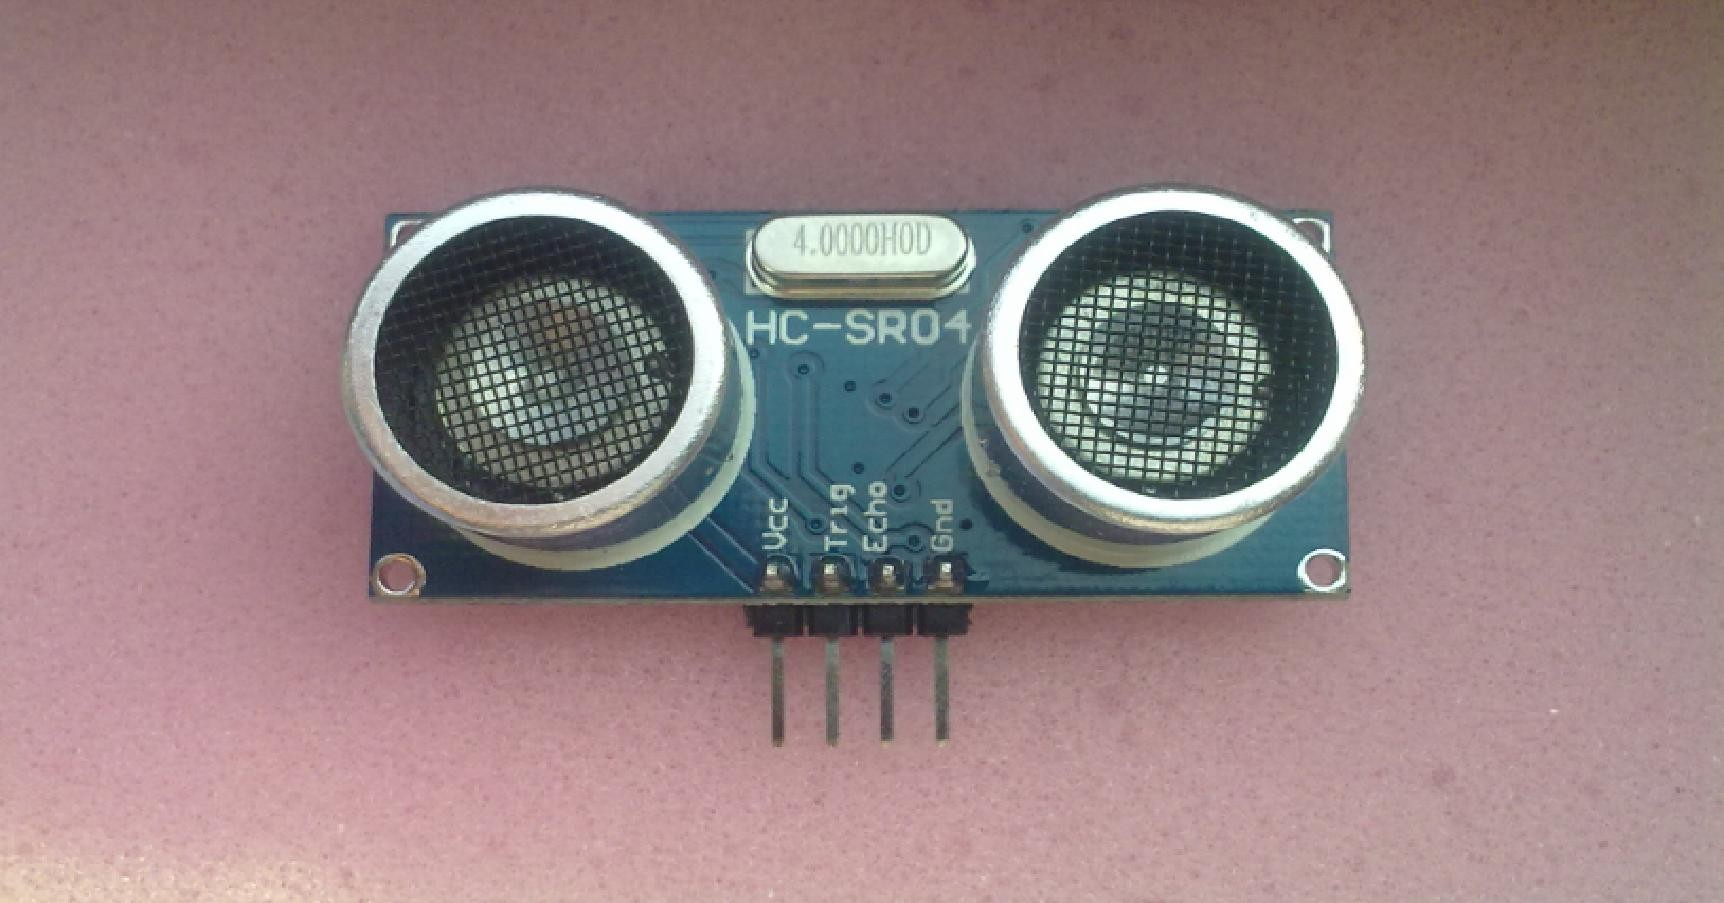 4.0000H0D
HC-SR04
Vcc
Trig
Echo
Gnd